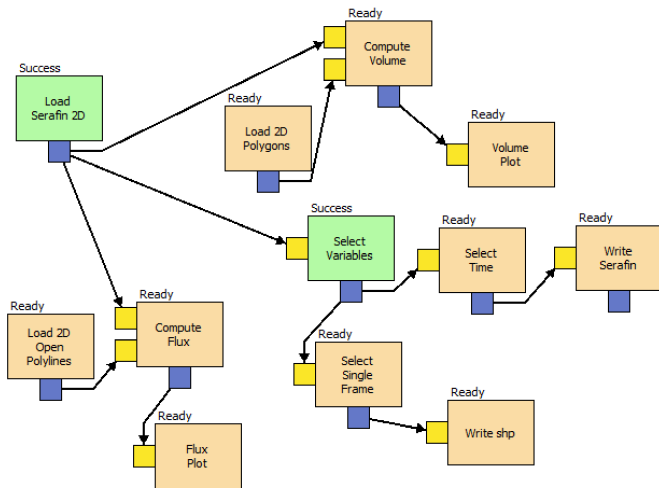 Ready
Compute
Volume
Success
Load
Serafin 2D
Ready
Load 2D
Polygons
Ready
Volume
Plot
Success
Select
Variables
Ready
Select
Time
Ready
Write
Serafin
Ready
Load 2D
Open
Polylines
Ready
Compute
Flux
Ready
Select
Single
Frame
Ready
Write shp
Ready
Flux
Plot